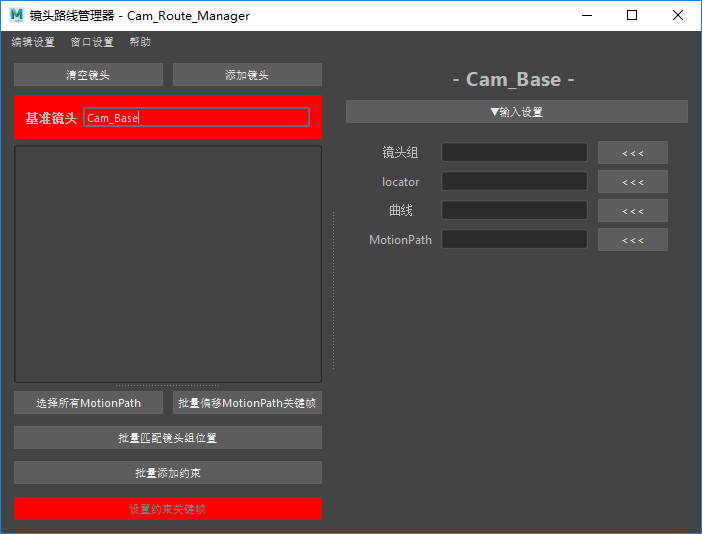 镜头路线管理器 - Cam_Route_Manager
编辑设置 窗口设置 帮助
清空镜头 添加镜头
基准镜头 Cam_Base
选择所有MotionPath 批量偏移MotionPath关键帧
批量匹配镜头组位置
批量添加约束
设置约束关键帧
- Cam_Base -
▼输入设置
镜头组 <<<
locator <<<
曲线 <<<
MotionPath <<<